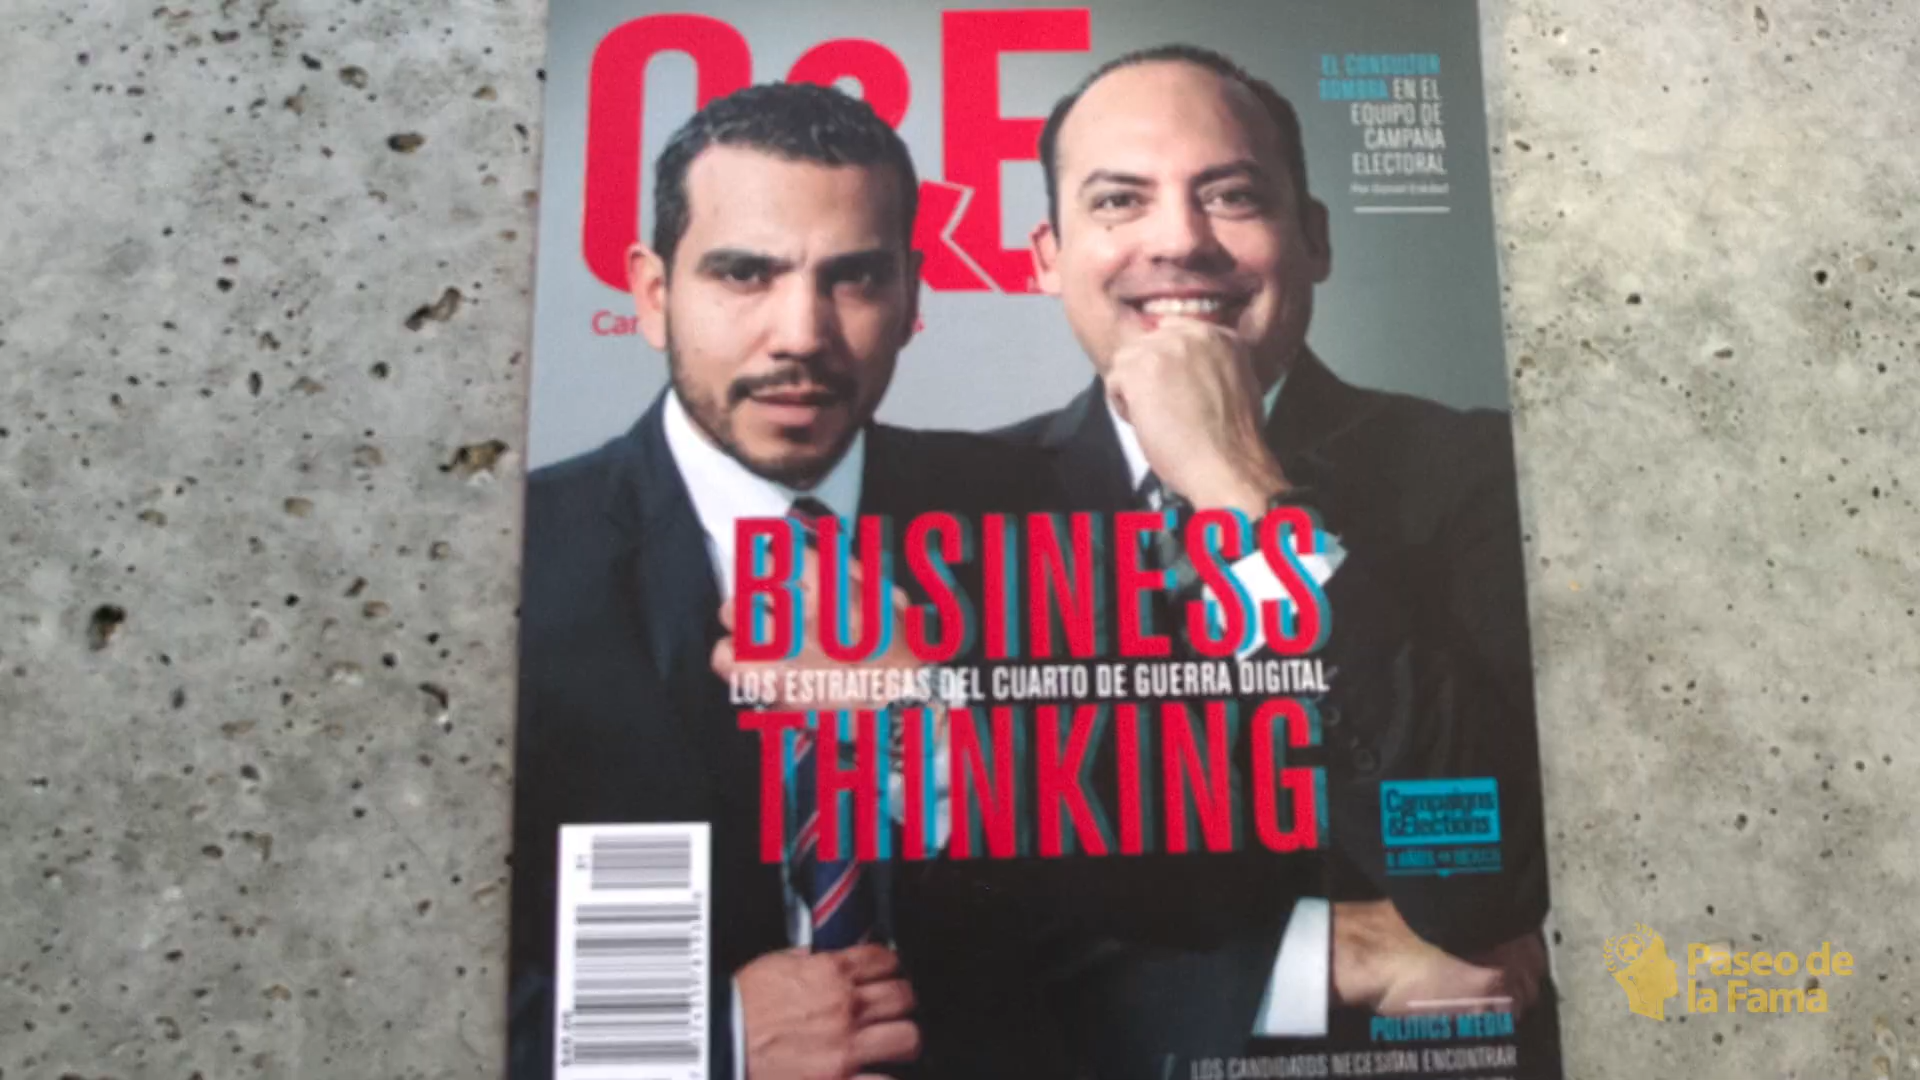 C&E
EL CONSULTOR
SOMBRA EN EL
EQUIPO DE
CAMPAÑA
ELECTORAL
BUSINESS
LOS ESTRATEGAS DEL CUARTO DE GUERRA DIGITAL
THINKING
Campaigns
&Elections
POLITICS MEDIA
LOS CANDIDATOS NECESITAN ENCONTRAR
Paseo de
la Fama